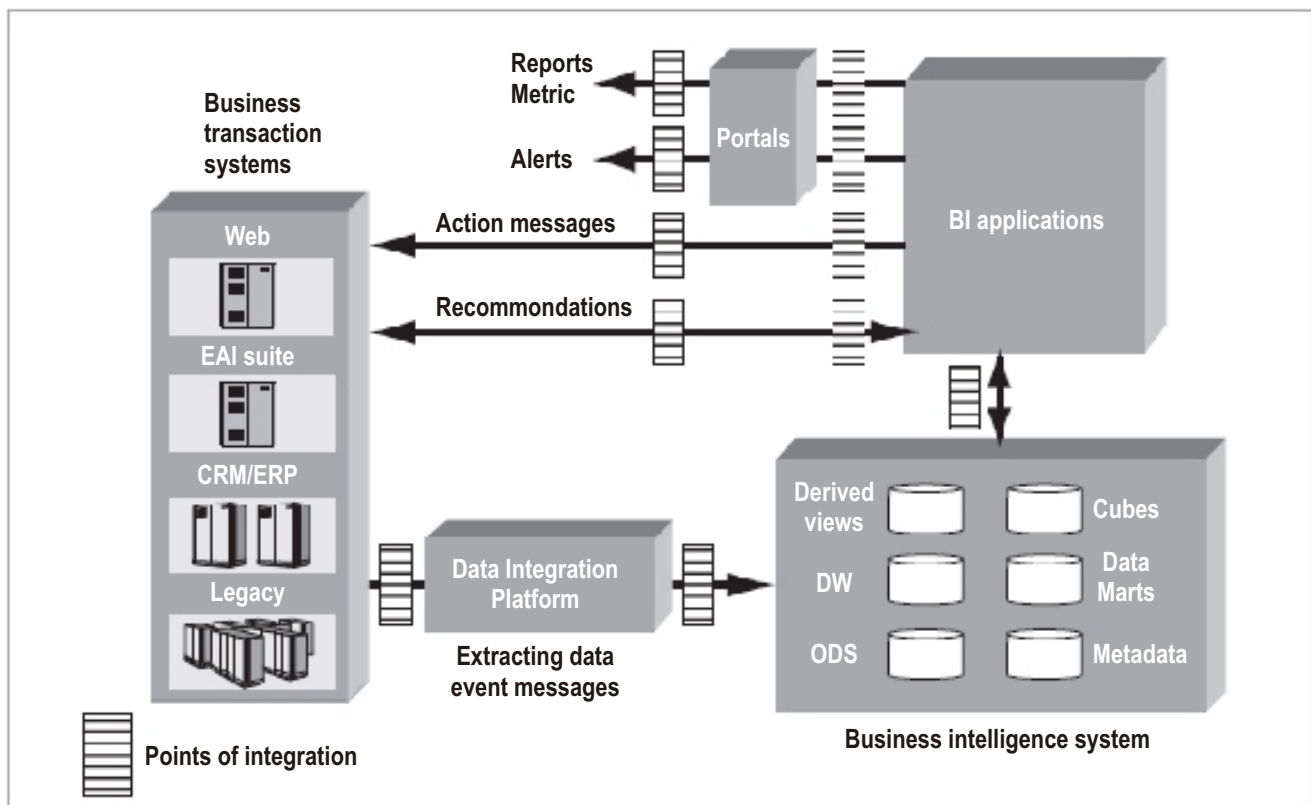 Business
transaction
systems
Web
EAI suite
CRM/ERP
Legacy
Reports
Metric
Alerts
Portals
Action messages
Recommondations
BI applications
Data Integration
Platform
Extracting data
event messages
Derived
views
Cubes
DW
Data
Marts
ODS
Metadata
Business intelligence system
Points of integration